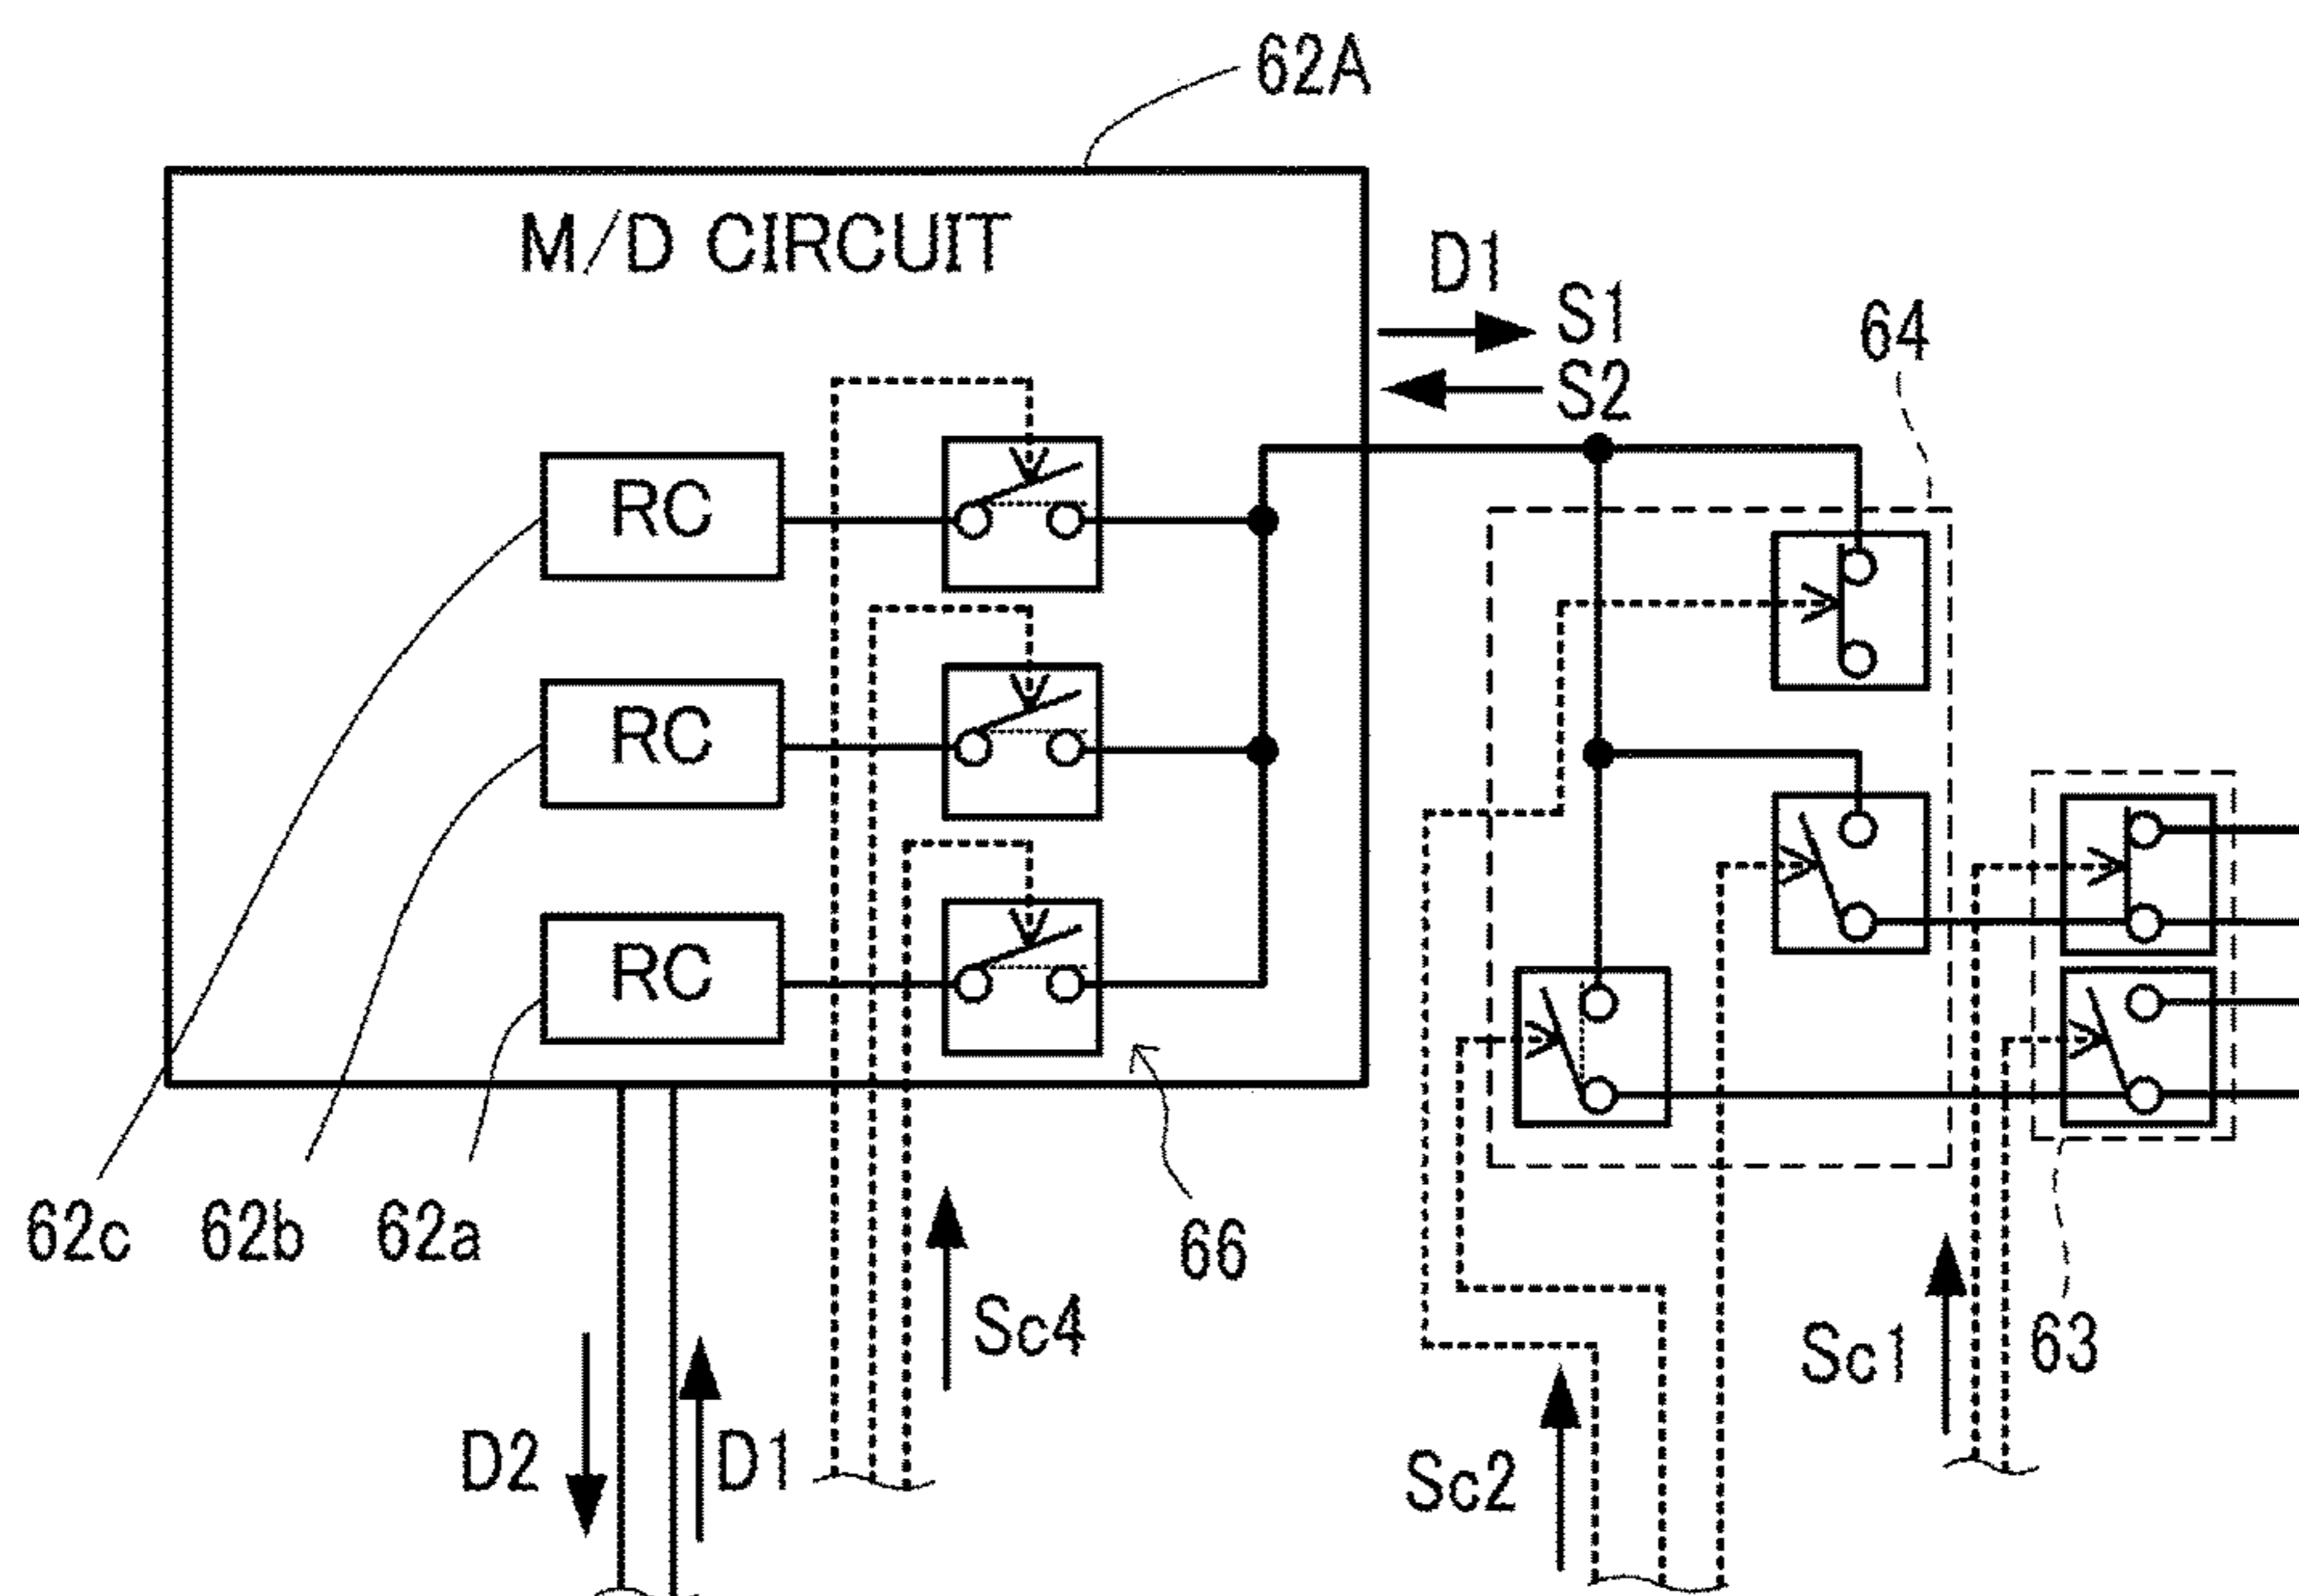 62A
M/D CIRCUIT
D1
S1
S2
64
RC
RC
RC
62c
62b
62a
66
Sc4
Sc1
63
D2
D1
Sc2